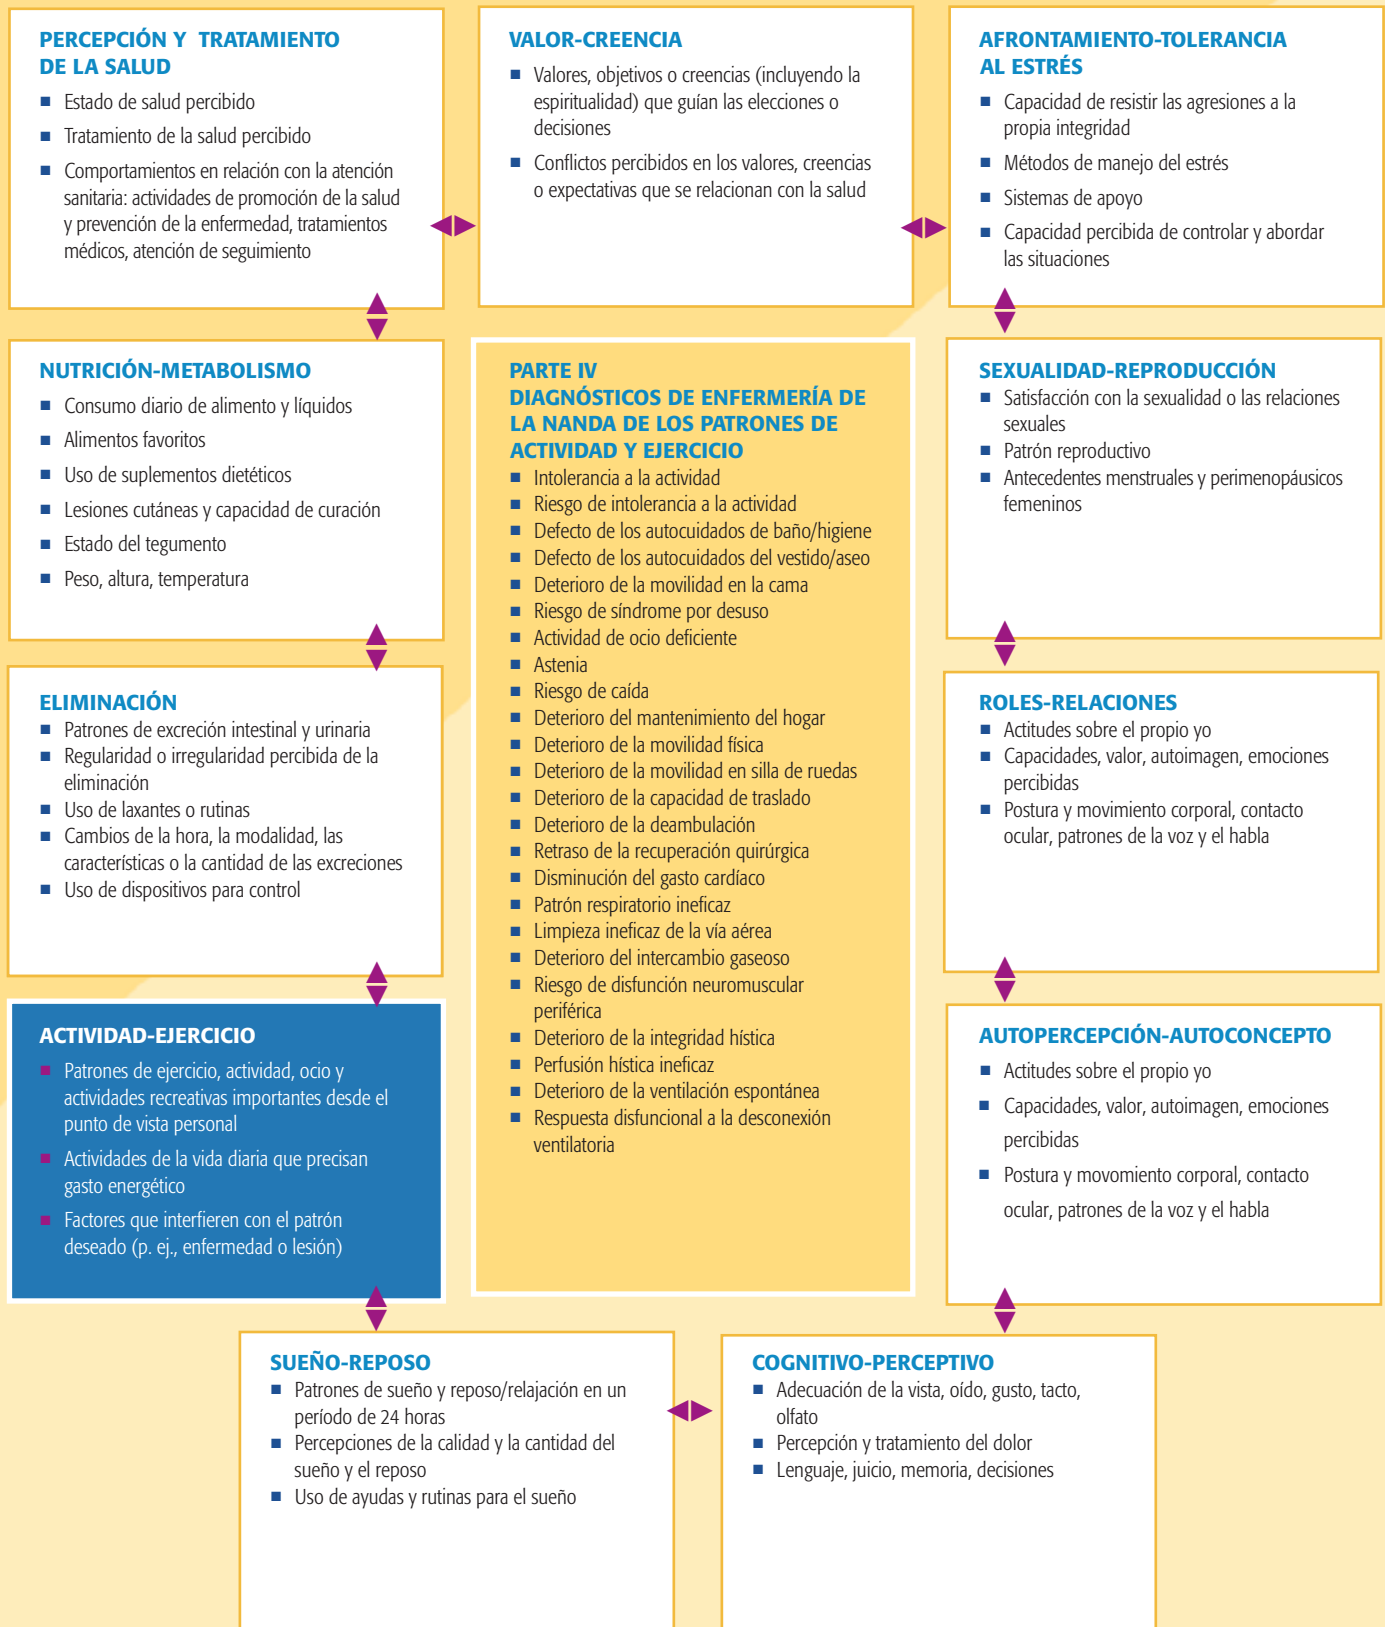 PERCEPCIÓN Y TRATAMIENTO
DE LA SALUD
■ Estado de salud percibido
■ Tratamiento de la salud percibido
■ Comportamientos en relación con la atención
sanitaria: actividades de promoción de la salud
y prevención de la enfermedad, tratamientos
médicos, atención de seguimiento
VALOR-CREENCIA
■ Valores, objetivos o creencias (incluyendo la
espiritualidad) que guían las elecciones o
decisiones
■ Conflictos percibidos en los valores, creencias
o expectativas que se relacionan con la salud
AFRONTAMIENTO-TOLERANCIA
AL ESTRÉS
■ Capacidad de resistir las agresiones a la
propia integridad
■ Métodos de manejo del estrés
■ Sistemas de apoyo
■ Capacidad percibida de controlar y abordar
las situaciones
NUTRICIÓN-METABOLISMO
■ Consumo diario de alimento y líquidos
■ Alimentos favoritos
■ Uso de suplementos dietéticos
■ Lesiones cutáneas y capacidad de curación
■ Estado del tegumento
■ Peso, altura, temperatura
PARTE IV
DIAGNÓSTICOS DE ENFERMERÍA DE
LA NANDA DE LOS PATRONES DE
ACTIVIDAD Y EJERCICIO
■ Intolerancia a la actividad
■ Riesgo de intolerancia a la actividad
■ Defecto de los autocuidados de baño/higiene
■ Defecto de los autocuidados del vestido/aseo
■ Deterioro de la movilidad en la cama
■ Riesgo de síndrome por desuso
■ Actividad de ocio deficiente
■ Astenia
■ Riesgo de caída
■ Deterioro del mantenimiento del hogar
■ Deterioro de la movilidad física
■ Deterioro de la movilidad en silla de ruedas
■ Deterioro de la capacidad de traslado
■ Deterioro de la deambulación
■ Retraso de la recuperación quirúrgica
■ Disminución del gasto cardíaco
■ Patrón respiratorio ineficaz
■ Limpieza ineficaz de la vía aérea
■ Deterioro del intercambio gaseoso
■ Riesgo de disfunción neuromuscular
periférica
■ Deterioro de la integridad hística
■ Perfusión hística ineficaz
■ Deterioro de la ventilación espontánea
■ Respuesta disfuncional a la desconexión
ventilatoria
SEXUALIDAD-REPRODUCCIÓN
■ Satisfacción con la sexualidad o las relaciones
sexuales
■ Patrón reproductivo
■ Antecedentes menstruales y perimenopáusicos
femeninos
ELIMINACIÓN
■ Patrones de excreción intestinal y urinaria
■ Regularidad o irregularidad percibida de la
eliminación
■ Uso de laxantes o rutinas
■ Cambios de la hora, la modalidad, las
características o la cantidad de las excreciones
■ Uso de dispositivos para control
ROLES-RELACIONES
■ Actitudes sobre el propio yo
■ Capacidades, valor, autoimagen, emociones
percibidas
■ Postura y movimiento corporal, contacto
ocular, patrones de la voz y el habla
ACTIVIDAD-EJERCICIO
■ Patrones de ejercicio, actividad, ocio y
actividades recreativas importantes desde el
punto de vista personal
■ Actividades de la vida diaria que precisan
gasto energético
■ Factores que interfieren con el patrón
deseado (p. ej., enfermedad o lesión)
AUTOPERCEPCIÓN-AUTOCONCEPTO
■ Actitudes sobre el propio yo
■ Capacidades, valor, autoimagen, emociones
percibidas
■ Postura y movomiento corporal, contacto
ocular, patrones de la voz y el habla
SUEÑO-REPOSO
■ Patrones de sueño y reposo/relajación en un
período de 24 horas
■ Percepciones de la calidad y la cantidad del
sueño y el reposo
■ Uso de ayudas y rutinas para el sueño
COGNITIVO-PERCEPTIVO
■ Adecuación de la vista, oído, gusto, tacto,
olfato
■ Percepción y tratamiento del dolor
■ Lenguaje, juicio, memoria, decisiones